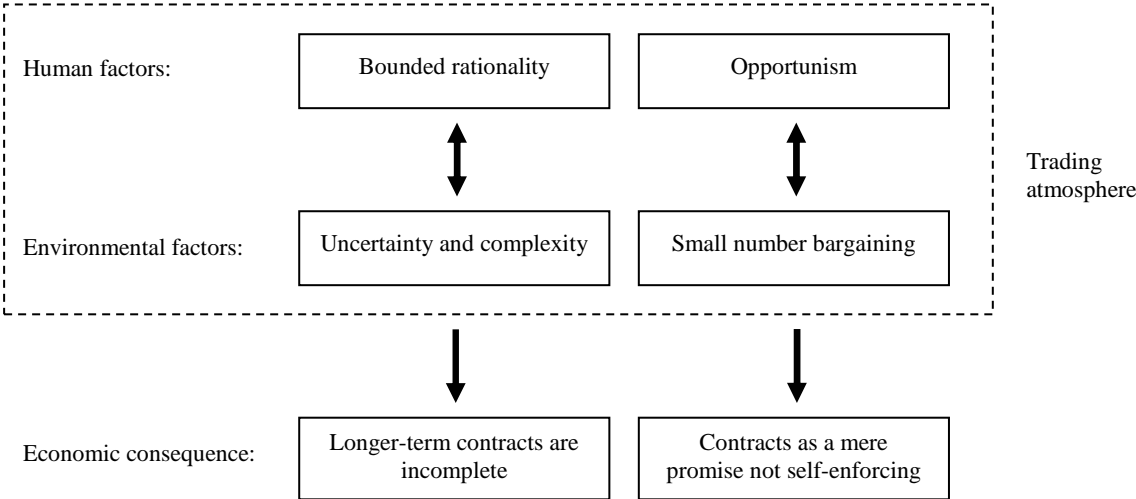 Human factors:
Bounded rationality
Opportunism
Trading
atmosphere
Environmental factors:
Uncertainty and complexity
Small number bargaining
Economic consequence:
Longer-term contracts are
incomplete
Contracts as a mere
promise not self-enforcing